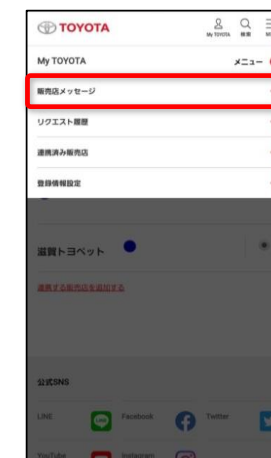 TOYOTA
My TOYOTA 検索
My TOYOTA メニュー
販売店メッセージ
リクエスト履歴
連携済み販売店
登録情報設定
滋賀トヨペット
連携する販売店を追加する
公式SNS
LINE Facebook Twitter
YouTube Instagram